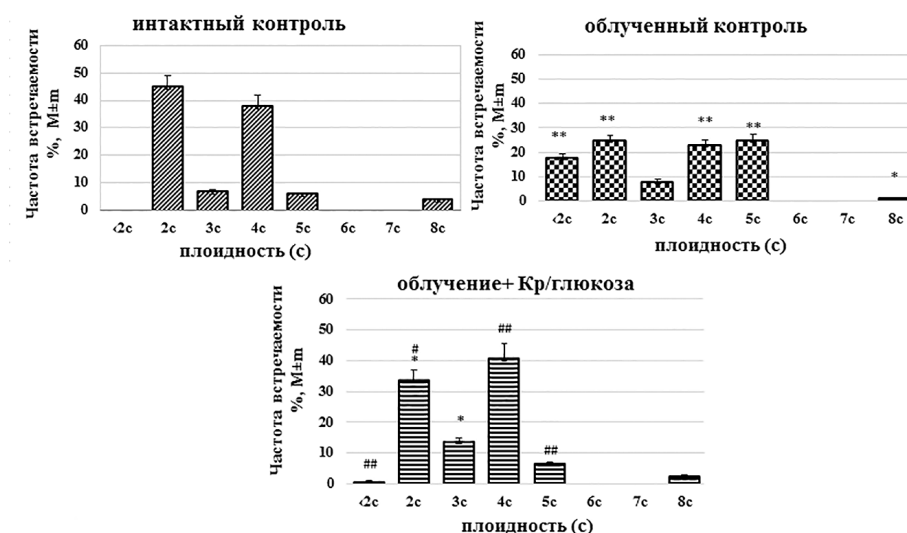 интактный контроль
Частота встречаемости
%, М±m
60
50
40
30
20
10
0
‹2c
2c
3c
4c
5c
6c
7c
8c
плоидность (с)
облученный контроль
Частота встречаемости
%, М±m
60
50
40
30
20
10
0
**
**
**
**
*
‹2c
2c
3c
4c
5c
6c
7c
8c
плоидность (с)
облучение+ Кр/глюкоза
Частота встречаемости
%, М±m
60
50
40
30
20
10
0
##
#
*
*
##
##
‹2c
2c
3c
4c
5c
6c
7c
8c
плоидность (с)